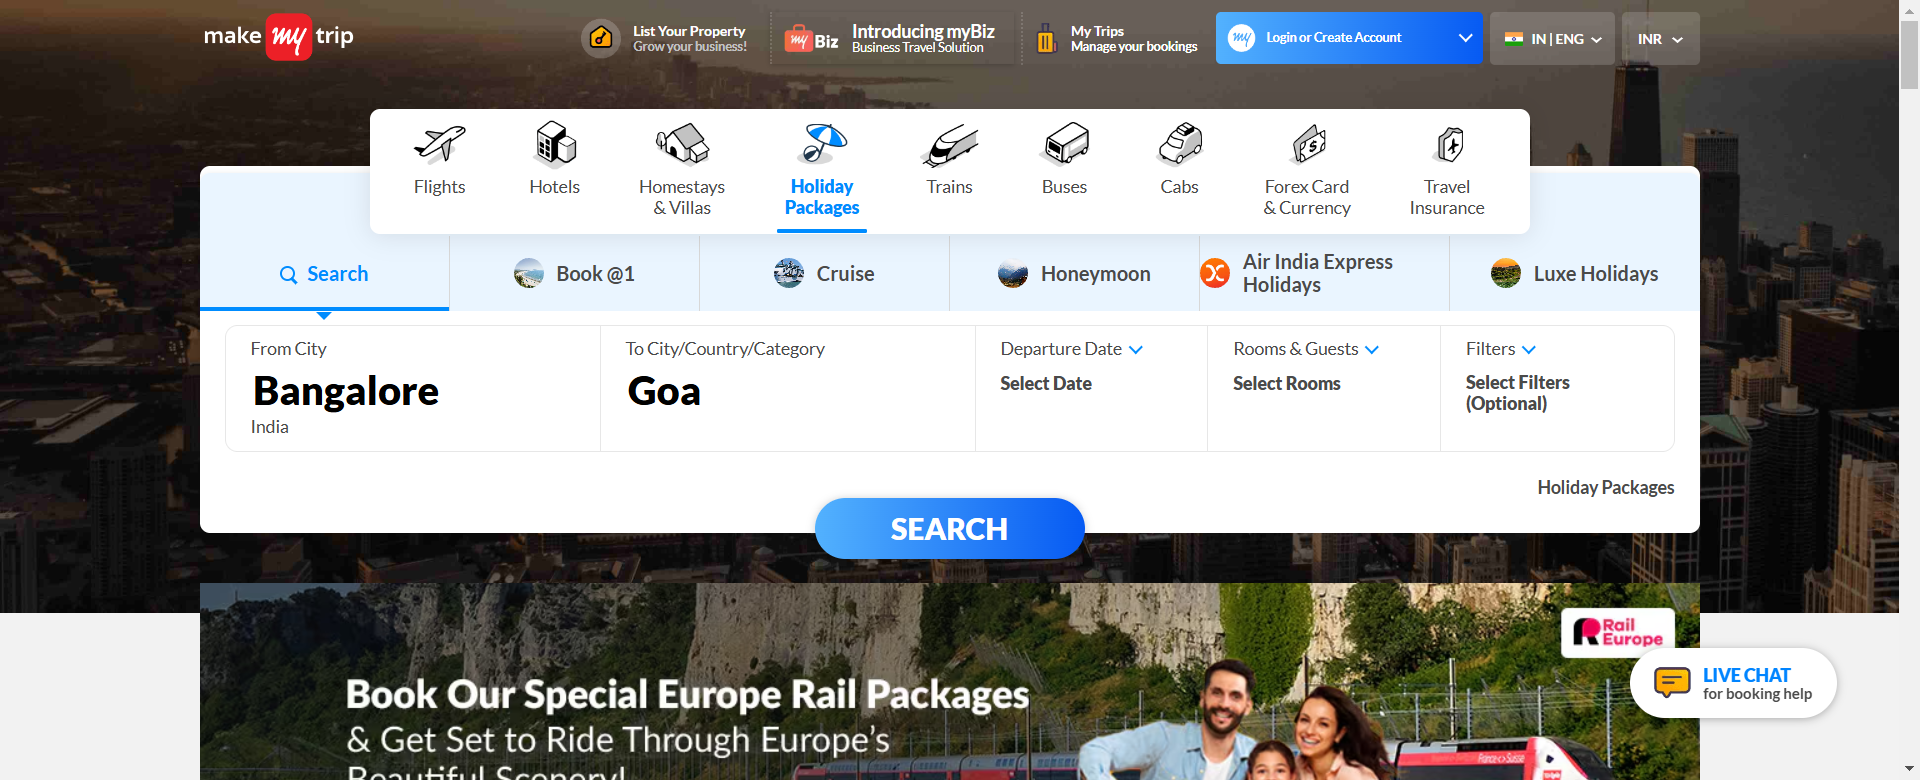 make my trip
List Your Property
Grow your business!
my Biz
Introducing myBiz
Business Travel Solution
My Trips
Manage your bookings
my
Login or Create Account
IN | ENG
INR
Flights
Hotels
Homestays
& Villas
Holiday
Packages
Trains
Buses
Cabs
Forex Card
& Currency
Travel
Insurance
Search
Book @1
Cruise
Honeymoon
Air India Express
Holidays
Luxe Holidays
From City
Bangalore
India
To City/Country/Category
Goa
Departure Date
Select Date
Rooms & Guests
Select Rooms
Filters
Select Filters
(Optional)
Holiday Packages
SEARCH
Rail
Europe
LIVE CHAT
for booking help
Book Our Special Europe Rail Packages
& Get Set to Ride Through Europe's
Beautiful Scenery!